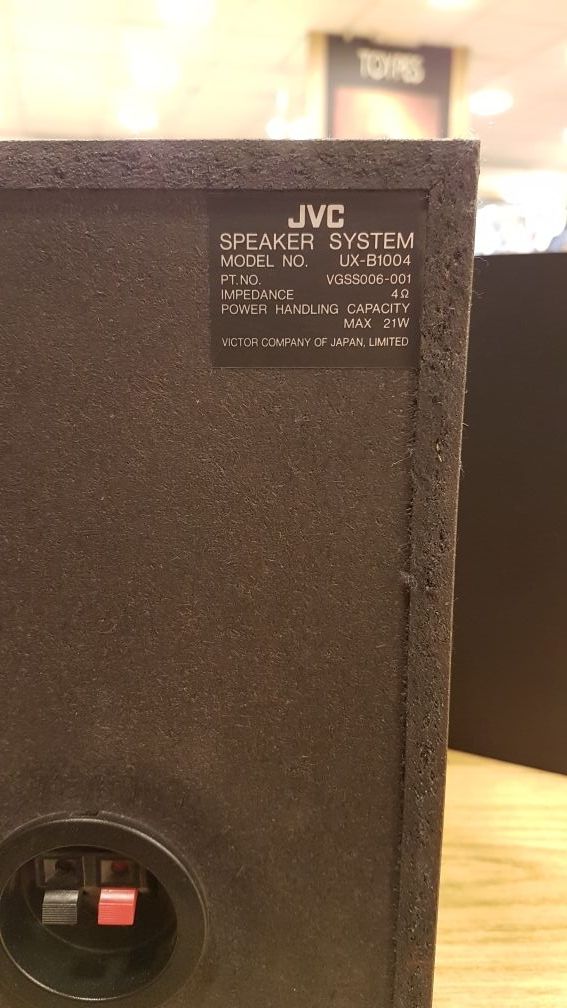 TOYPES
JVC
SPEAKER SYSTEM
MODEL NO. UX-B1004
PT.NO. VGSS006-001
IMPEDANCE 4Ω
POWER HANDLING CAPACITY
MAX 21W
VICTOR COMPANY OF JAPAN, LIMITED